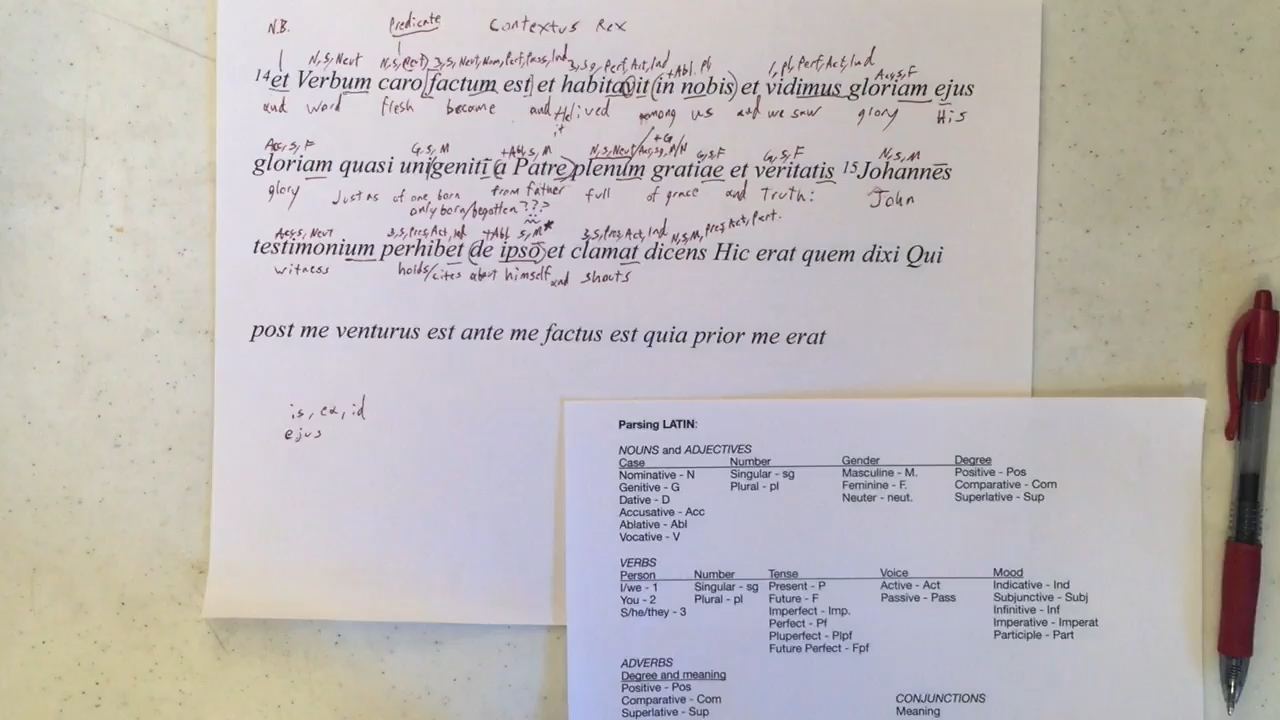 N.B. Predicate Contextus Rex
N, S, Neut N, S, Neut, Nom, Perf, Pass, Ind 3, Sg, Perf, Act, Ind +Abl. Pl 1, pl, Perf, Act, Ind Acc, S, F
14 et Verbum caro [factum est] et habitavit (in nobis) et vidimus gloriam ejus
and word flesh become and He lived among us and we saw glory His
it
Acc, S, F G, S, M +Abl, S, M N, S, Neut/Acc, sg, M/N +G G, S, F G, S, F N, S, M
gloriam quasi unigeniti (a Patre) plenum gratiae et veritatis 15 Johannes
glory Just as of one born from father full of grace and Truth: John
only born/begotten ???
Acc, S, Neut 3, S, Pres, Act, Ind +Abl S, M* 3, S, Pres, Act, Ind N, S, M, Pres, Act, Part.
testimonium perhibet (de ipso) et clamat dicens Hic erat quem dixi Qui
witness holds/cites about himself and shouts
post me venturus est ante me factus est quia prior me erat
is, ea, id
ejus
Parsing LATIN:
NOUNS and ADJECTIVES
Case Number Gender Degree
Nominative - N Singular - sg Masculine - M. Positive - Pos
Genitive - G Plural - pl Feminine - F. Comparative - Com
Dative - D Neuter - neut. Superlative - Sup
Accusative - Acc
Ablative - Abl
Vocative - V
VERBS
Person Number Tense Voice Mood
I/we - 1 Singular - sg Present - P Active - Act Indicative - Ind
You - 2 Plural - pl Future - F Passive - Pass Subjunctive - Subj
S/he/they - 3 Imperfect - Imp. Infinitive - Inf
Perfect - Pf Imperative - Imperat
Pluperfect - Plpf Participle - Part
Future Perfect - Fpf
ADVERBS
Degree and meaning
Positive - Pos CONJUNCTIONS
Comparative - Com Meaning
Superlative - Sup